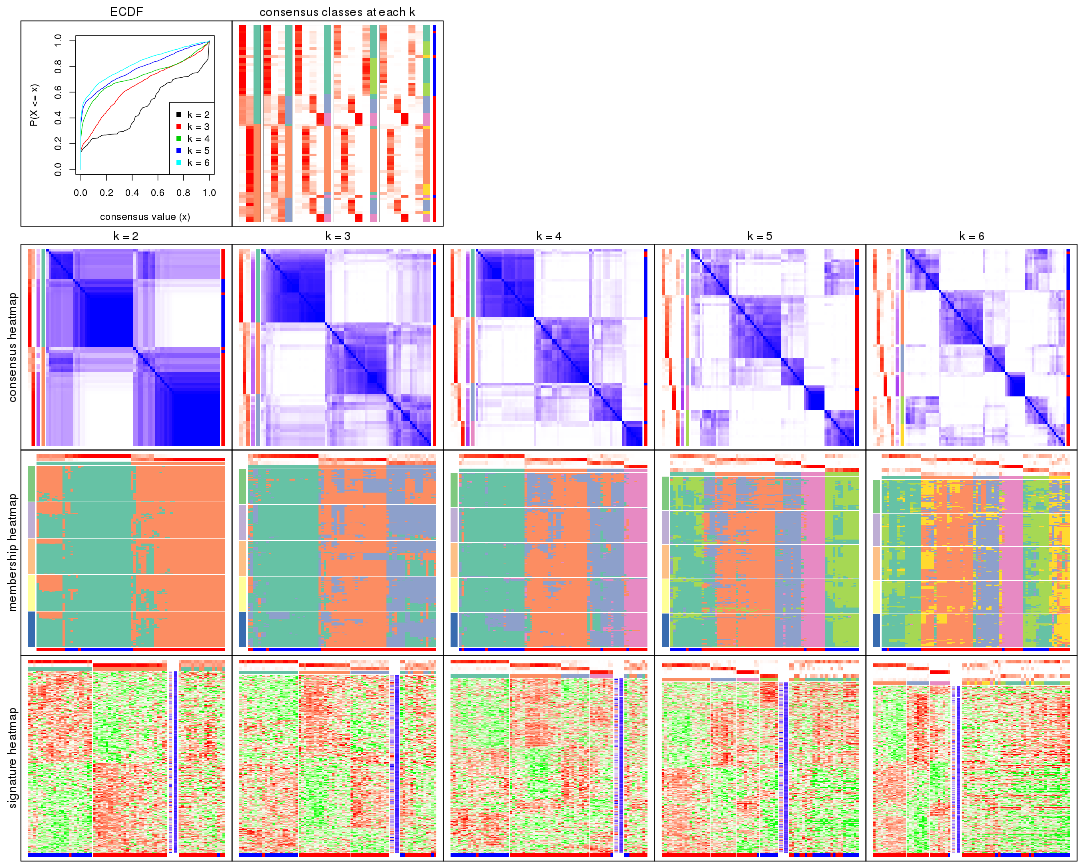 ECDF
consensus classes at each k
P(X <= x)
1.0
0.8
0.6
0.4
0.2
0.0
k = 2
k = 3
k = 4
k = 5
k = 6
0.0 0.2 0.4 0.6 0.8 1.0
consensus value (x)
k = 2
k = 3
k = 4
k = 5
k = 6
consensus heatmap
membership heatmap
signature heatmap